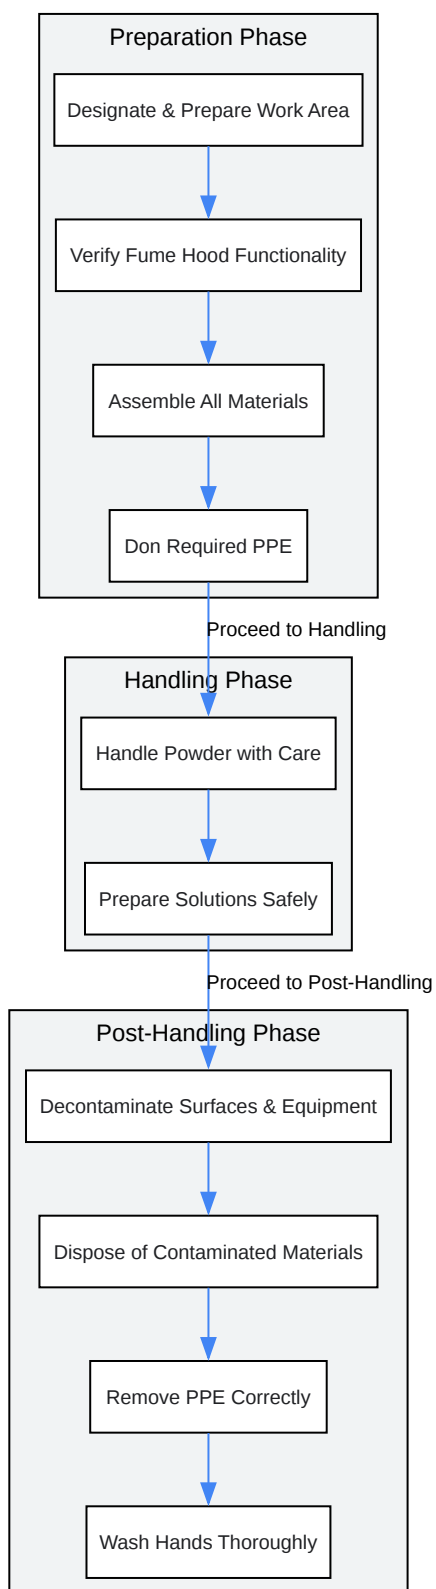 Preparation Phase
Designate & Prepare Work Area
Verify Fume Hood Functionality
Assemble All Materials
Don Required PPE
Proceed to Handling
Handling Phase
Handle Powder with Care
Prepare Solutions Safely
Proceed to Post-Handling
Post-Handling Phase
Decontaminate Surfaces & Equipment
Dispose of Contaminated Materials
Remove PPE Correctly
Wash Hands Thoroughly